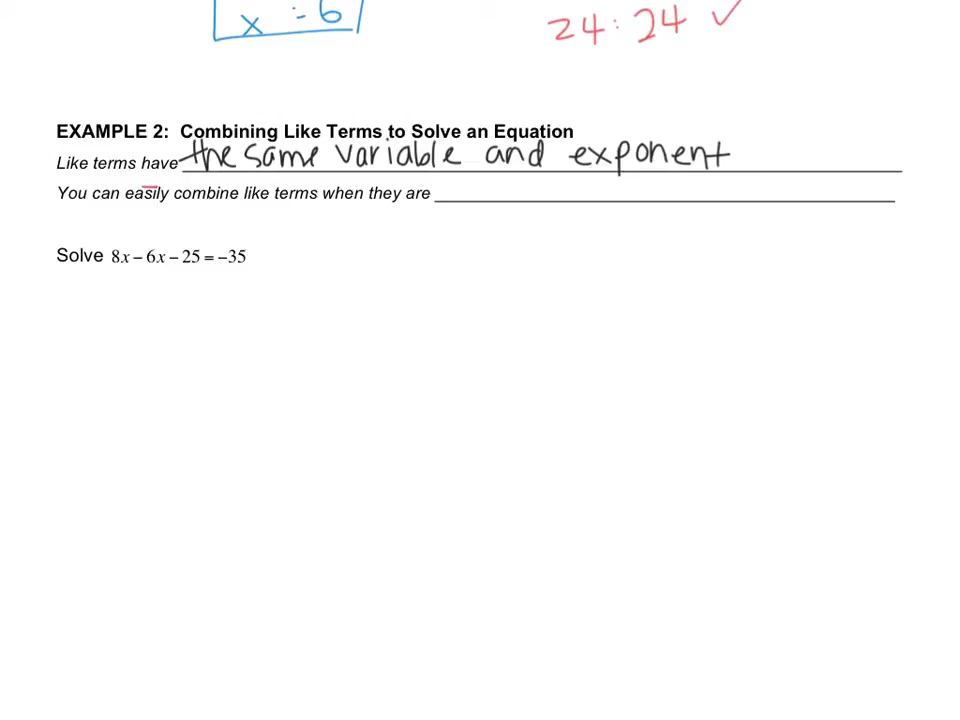 x = 6
24 = 24 ✓
EXAMPLE 2: Combining Like Terms to Solve an Equation
Like terms have the same variable and exponent
You can easily combine like terms when they are
Solve 8x – 6x – 25 = –35